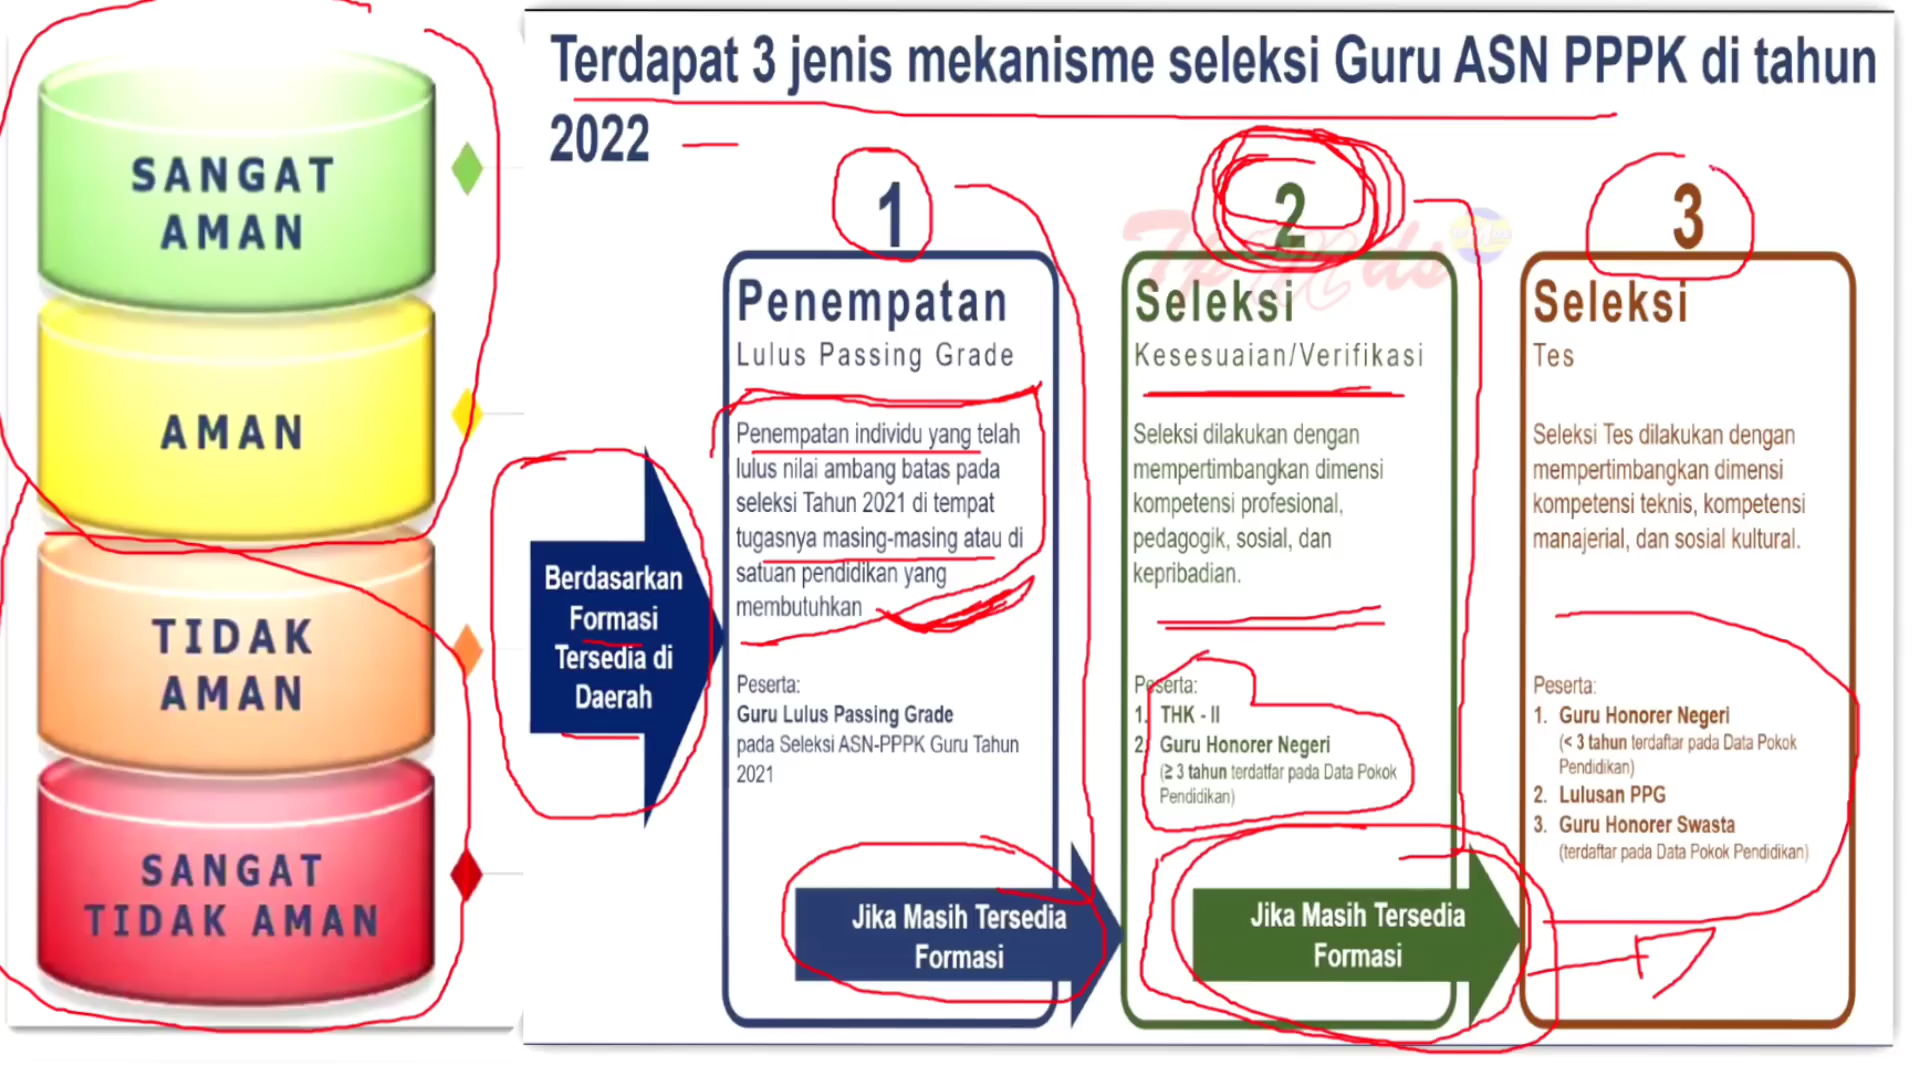 SANGAT
AMAN
AMAN
TIDAK
AMAN
SANGAT
TIDAK AMAN
Terdapat 3 jenis mekanisme seleksi Guru ASN PPPK di tahun
2022
Berdasarkan
Formasi
Tersedia di
Daerah
1
Penempatan
Lulus Passing Grade
Penempatan individu yang telah
lulus nilai ambang batas pada
seleksi Tahun 2021 di tempat
tugasnya masing-masing atau di
satuan pendidikan yang
membutuhkan
Peserta:
Guru Lulus Passing Grade
pada Seleksi ASN-PPPK Guru Tahun
2021
Jika Masih Tersedia
Formasi
2
Seleksi
Kesesuaian/Verifikasi
Seleksi dilakukan dengan
mempertimbangkan dimensi
kompetensi profesional,
pedagogik, sosial, dan
kepribadian.
Peserta:
1. THK - II
2. Guru Honorer Negeri
(≥ 3 tahun terdatfar pada Data Pokok
Pendidikan)
Jika Masih Tersedia
Formasi
3
Seleksi
Tes
Seleksi Tes dilakukan dengan
mempertimbangkan dimensi
kompetensi teknis, kompetensi
manajerial, dan sosial kultural.
Peserta:
1. Guru Honorer Negeri
(< 3 tahun terdaftar pada Data Pokok
Pendidikan)
2. Lulusan PPG
3. Guru Honorer Swasta
(terdaftar pada Data Pokok Pendidikan)